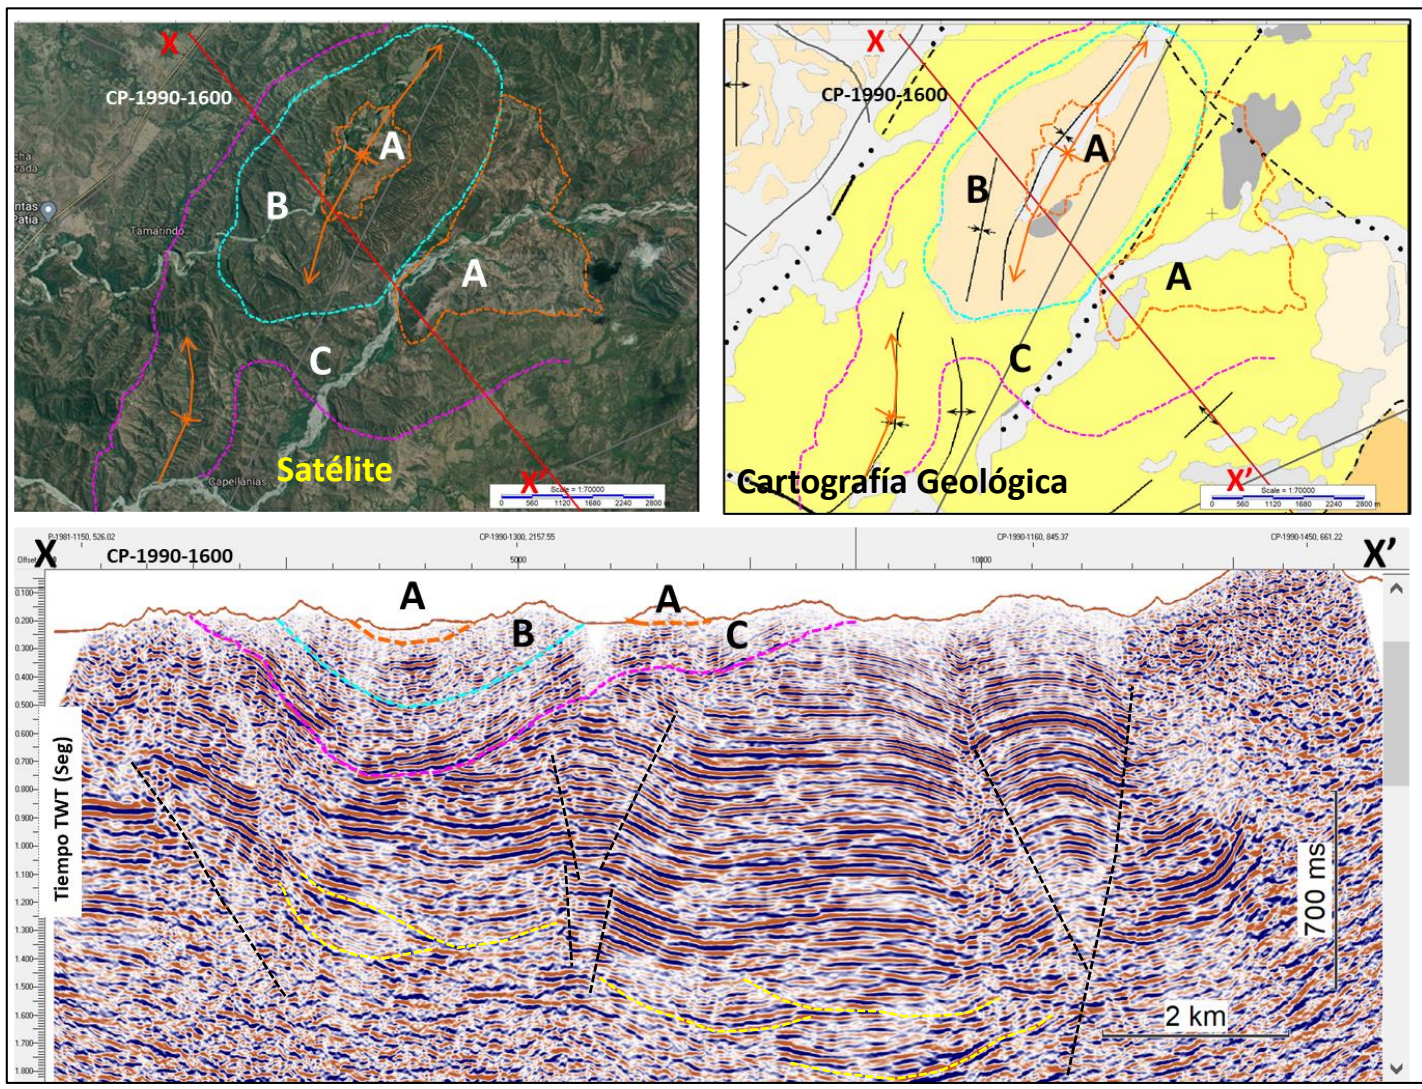 X
CP-1990-1600
A
B
A
C
cha
rada
ntas
Patia
Tamarindo
Capellanías
Satélite
X'
Scale = 1:70000
0 560 1120 1680 2240 2800 m
X
CP-1990-1600
A
B
A
C
Cartografía Geológica
X'
Scale = 1:70000
0 560 1120 1680 2240 2800 m
P-1981-1150, 526.02
CP-1990-1300, 2157.55
CP-1990-1160, 845.37
CP-1990-1450, 661.22
X
CP-1990-1600
X'
Offset
5000
10000
A
A
B
C
0.100
0.200
0.300
0.400
0.500
0.600
0.700
0.800
0.900
1.000
1.100
1.200
1.300
1.400
1.500
1.600
1.700
1.800
Tiempo TWT (Seg)
700 ms
2 km